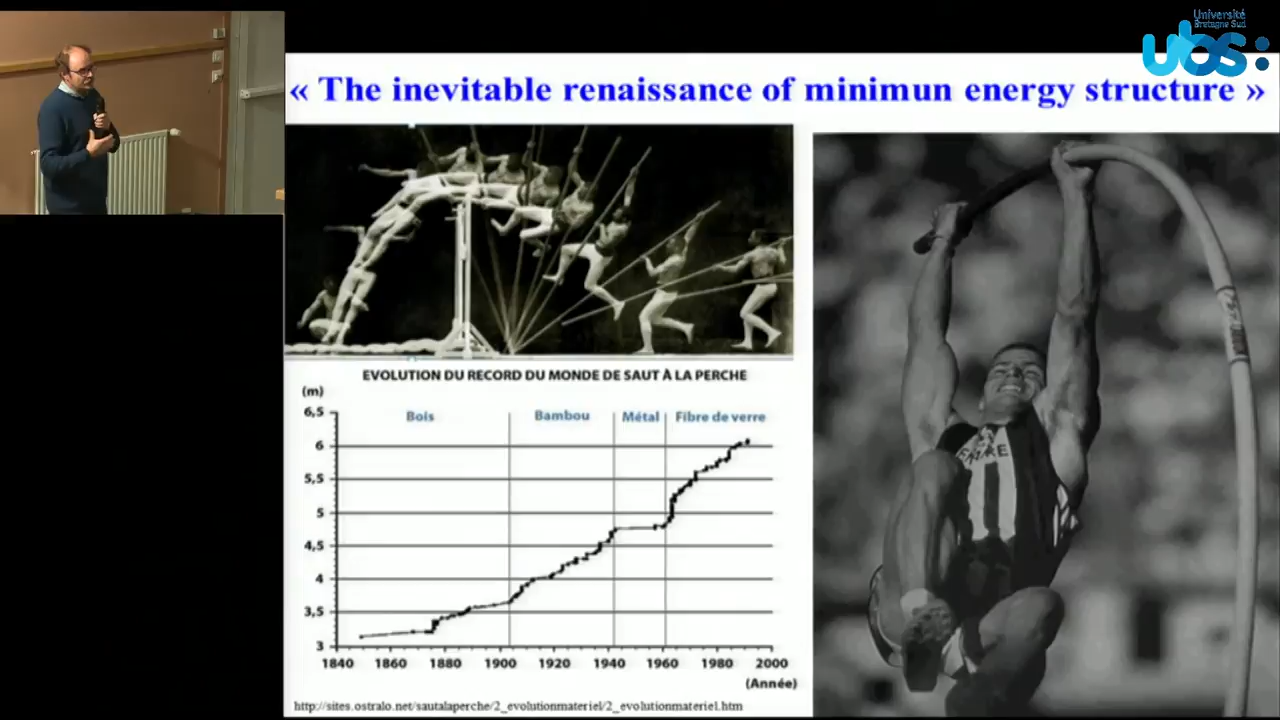 Université
Bretagne Sud
ubs:
« The inevitable renaissance of minimun energy structure »
EVOLUTION DU RECORD DU MONDE DE SAUT À LA PERCHE
(m)
Bois
Bambou
Métal
Fibre de verre
6,5
6
5,5
5
4,5
4
3,5
3
1840 1860 1880 1900 1920 1940 1960 1980 2000
(Année)
http://sites.ostralo.net/sautalaperche/2_evolutionmateriel/2_evolutionmateriel.htm